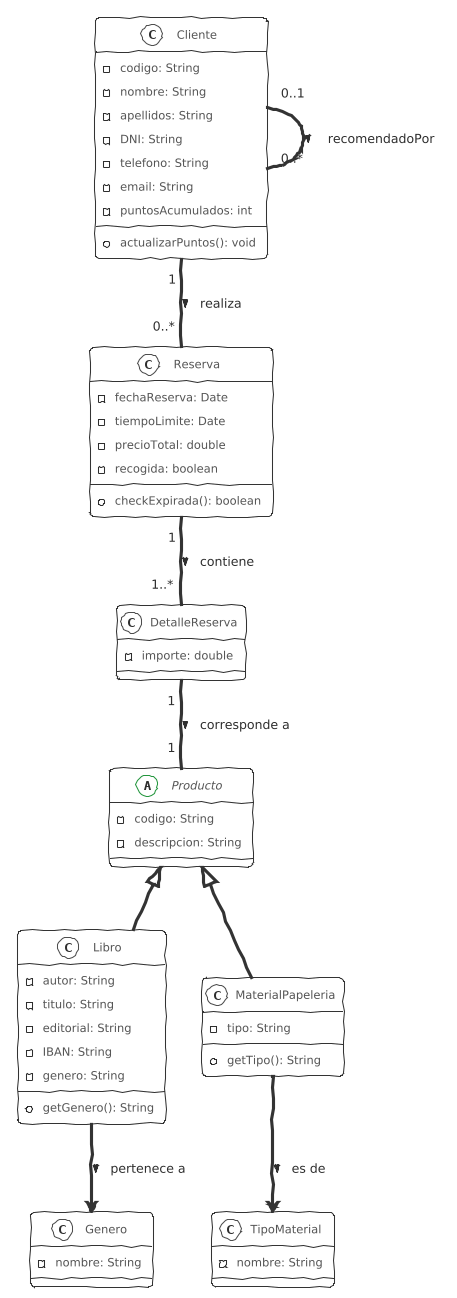 C Cliente
codigo: String
nombre: String
apellidos: String
DNI: String
telefono: String
email: String
puntosAcumulados: int
actualizarPuntos(): void
0..1
recomendadoPor
0..*
1
realiza
0..*
C Reserva
fechaReserva: Date
tiempoLimite: Date
precioTotal: double
recogida: boolean
checkExpirada(): boolean
1
contiene
1..*
C DetalleReserva
importe: double
1
corresponde a
1
A Producto
codigo: String
descripcion: String
C Libro
autor: String
titulo: String
editorial: String
IBAN: String
genero: String
getGenero(): String
C MaterialPapeleria
tipo: String
getTipo(): String
pertenece a
es de
C Genero
nombre: String
C TipoMaterial
nombre: String